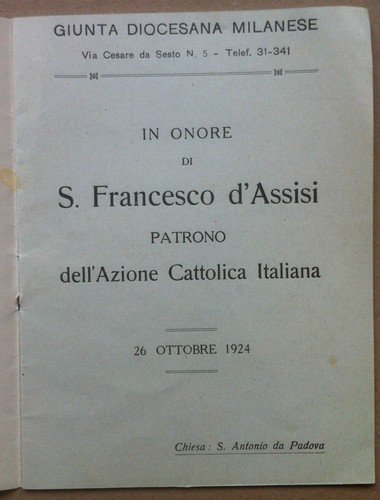 GIUNTA DIOCESANA MILANESE
Via Cesare da Sesto N. 5 - Telef. 31-341
IN ONORE
DI
S. Francesco d'Assisi
PATRONO
dell'Azione Cattolica Italiana
26 OTTOBRE 1924
Chiesa : S. Antonio da Padova